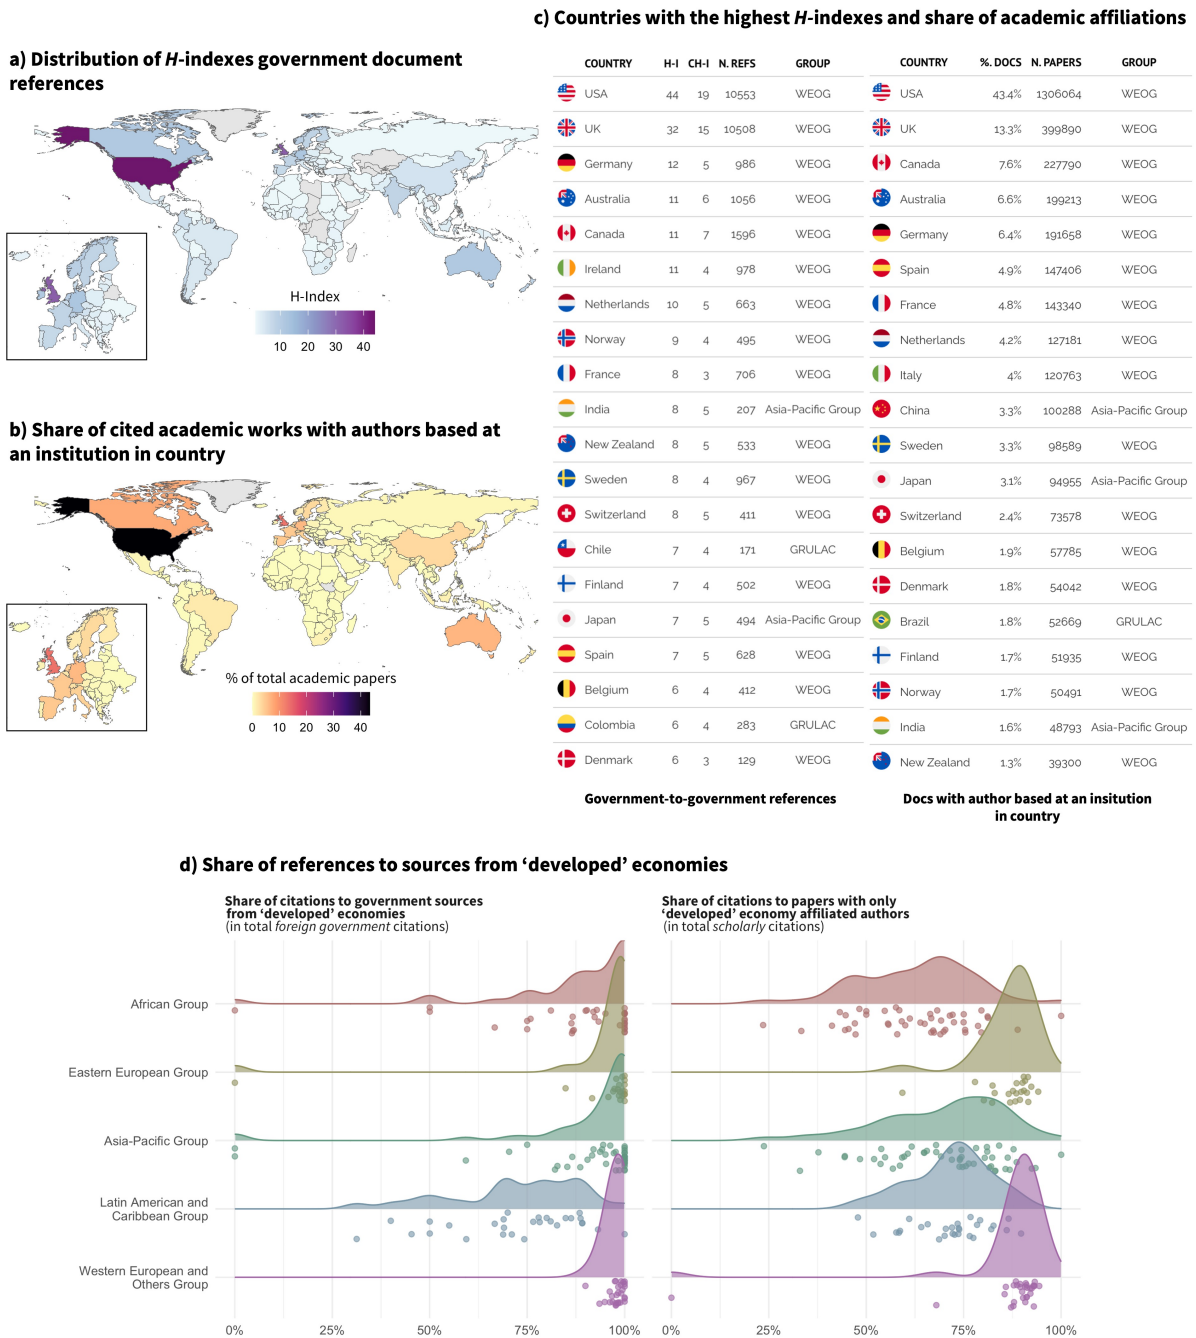 c) Countries with the highest H-indexes and share of academic affiliations
a) Distribution of H-indexes government document
references
H-Index
10 20 30 40
b) Share of cited academic works with authors based at
an institution in country
% of total academic papers
0 10 20 30 40
COUNTRY H-I CH-I N. REFS GROUP
USA 44 19 10553 WEOG
UK 32 15 10508 WEOG
Germany 12 5 986 WEOG
Australia 11 6 1056 WEOG
Canada 11 7 1596 WEOG
Ireland 11 4 978 WEOG
Netherlands 10 5 663 WEOG
Norway 9 4 495 WEOG
France 8 3 706 WEOG
India 8 5 207 Asia-Pacific Group
New Zealand 8 5 533 WEOG
Sweden 8 4 967 WEOG
Switzerland 8 5 411 WEOG
Chile 7 4 171 GRULAC
Finland 7 4 502 WEOG
Japan 7 5 494 Asia-Pacific Group
Spain 7 5 628 WEOG
Belgium 6 4 412 WEOG
Colombia 6 4 283 GRULAC
Denmark 6 3 129 WEOG
Government-to-government references
COUNTRY %. DOCS N. PAPERS GROUP
USA 43.4% 1306064 WEOG
UK 13.3% 399890 WEOG
Canada 7.6% 227790 WEOG
Australia 6.6% 199213 WEOG
Germany 6.4% 191658 WEOG
Spain 4.9% 147406 WEOG
France 4.8% 143340 WEOG
Netherlands 4.2% 127181 WEOG
Italy 4% 120763 WEOG
China 3.3% 100288 Asia-Pacific Group
Sweden 3.3% 98589 WEOG
Japan 3.1% 94955 Asia-Pacific Group
Switzerland 2.4% 73578 WEOG
Belgium 1.9% 57785 WEOG
Denmark 1.8% 54042 WEOG
Brazil 1.8% 52669 GRULAC
Finland 1.7% 51935 WEOG
Norway 1.7% 50491 WEOG
India 1.6% 48793 Asia-Pacific Group
New Zealand 1.3% 39300 WEOG
Docs with author based at an insitution
in country
d) Share of references to sources from ‘developed’ economies
Share of citations to government sources
from ‘developed’ economies
(in total foreign government citations)
Share of citations to papers with only
‘developed’ economy affiliated authors
(in total scholarly citations)
African Group
Eastern European Group
Asia-Pacific Group
Latin American and
Caribbean Group
Western European and
Others Group
0% 25% 50% 75% 100%
0% 25% 50% 75% 100%